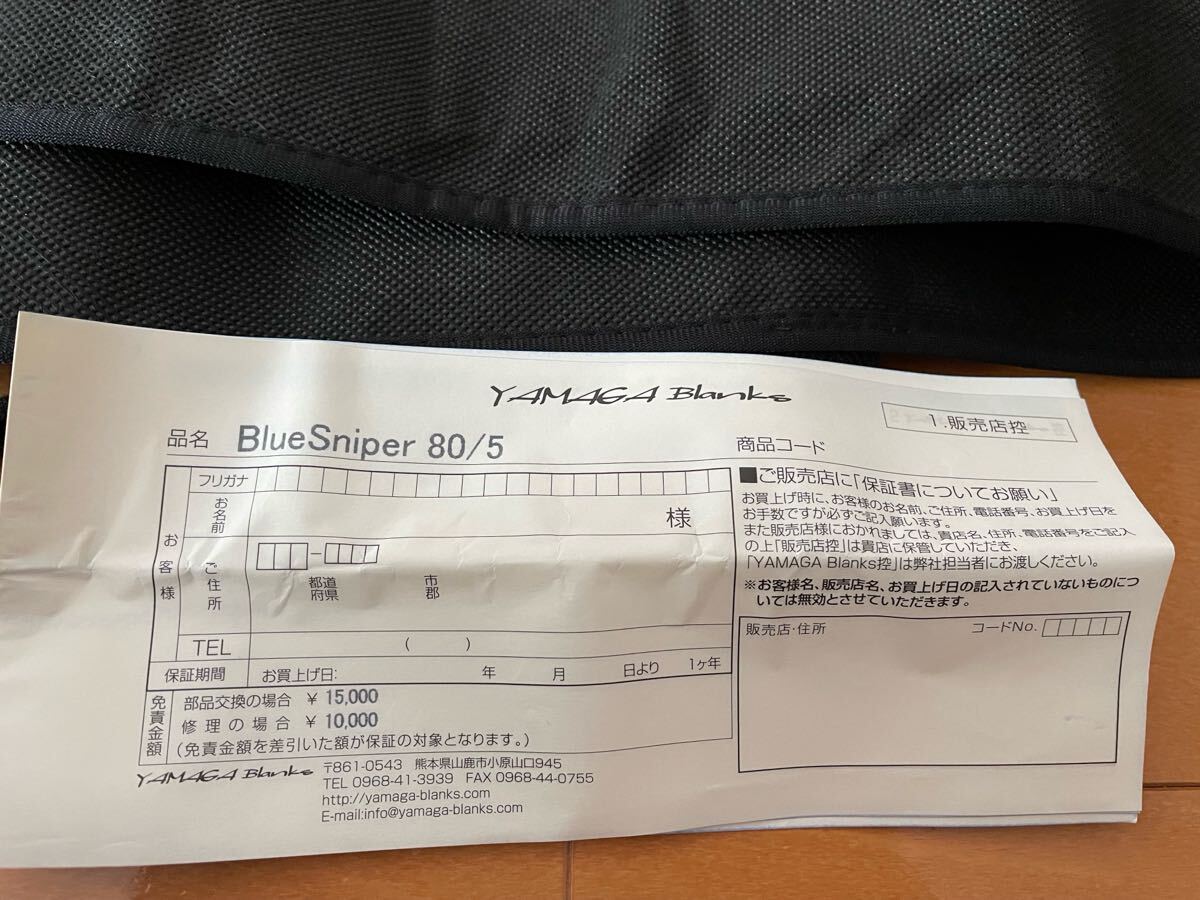 YAMAGA Blanks
1.販売店控
品名 BlueSniper 80/5
商品コード
フリガナ
お客様
お名前
様
ご住所
都道府県
市郡
TEL ( )
保証期間 お買上げ日: 年 月 日より 1ヶ年
免責金額
部品交換の場合 ¥ 15,000
修理の場合 ¥ 10,000
(免責金額を差引いた額が保証の対象となります。)
■ご販売店に「保証書についてお願い」
お買上げ時に、お客様のお名前、ご住所、電話番号、お買上げ日を
お手数ですが必ずご記入願います。
また販売店様におかれましては、貴店名、住所、電話番号をご記入
の上「販売店控」は貴店に保管していただき、
「YAMAGA Blanks控」は弊社担当者にお渡しください。
※お客様名、販売店名、お買上げ日の記入されていないものにつ
いては無効とさせていただきます。
販売店・住所
コードNo.
YAMAGA Blanks
〒861-0543 熊本県山鹿市小原山口945
TEL 0968-41-3939 FAX 0968-44-0755
http://yamaga-blanks.com
E-mail:info@yamaga-blanks.com